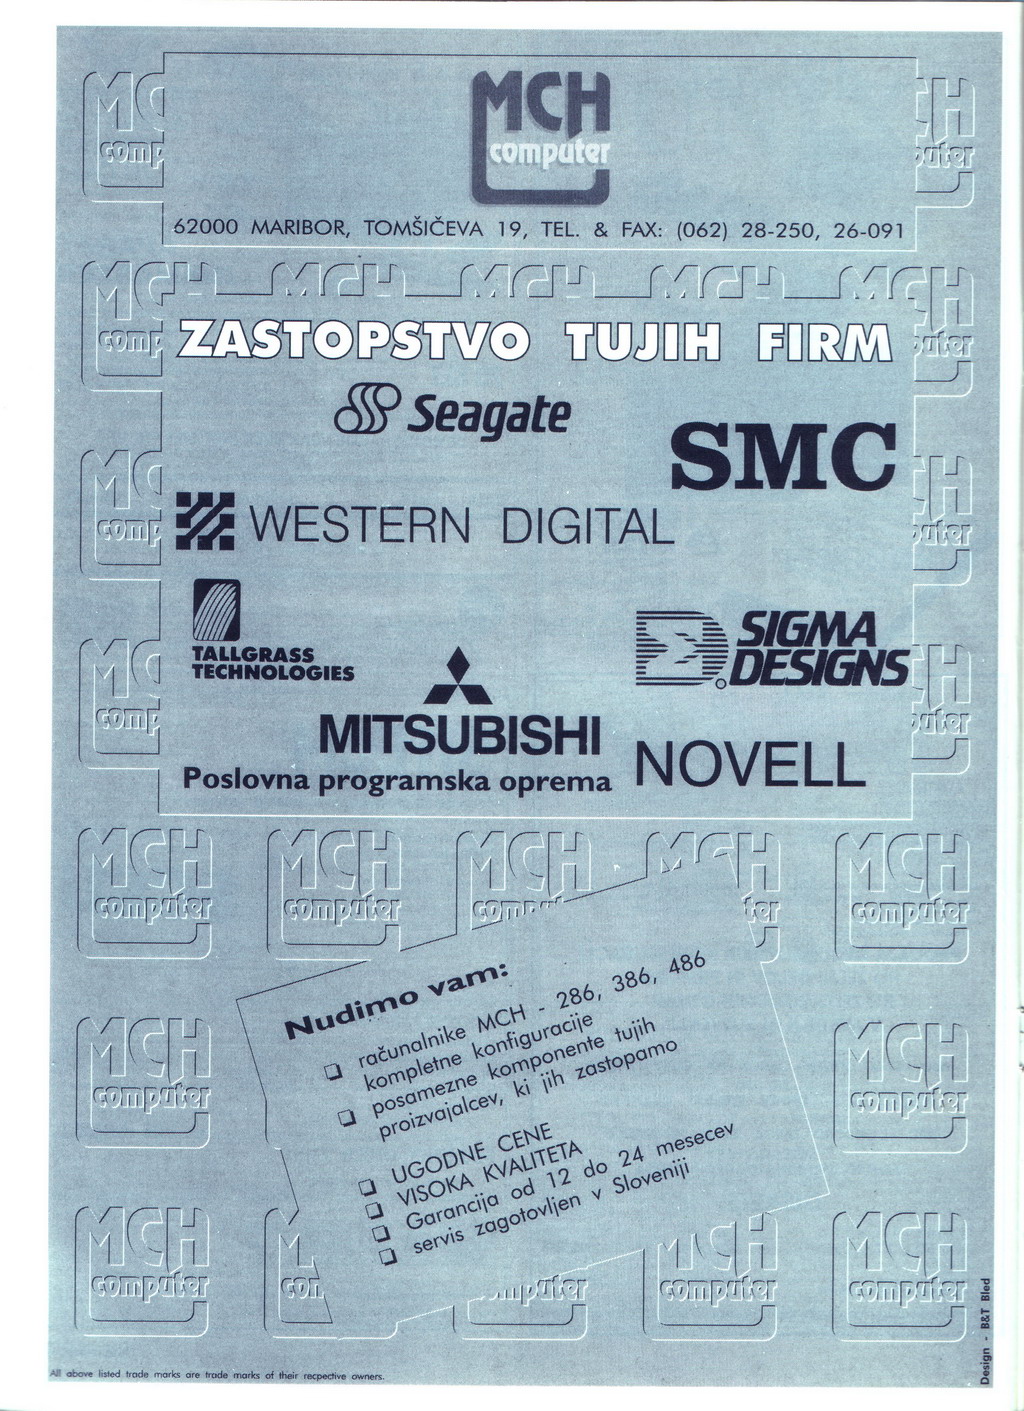 MCH
computer
62000 MARIBOR, TOMŠIČEVA 19, TEL. & FAX: (062) 28-250, 26-091
ZASTOPSTVO TUJIH FIRM
Seagate
SMC
WESTERN DIGITAL
TALLGRASS
TECHNOLOGIES
SIGMA
DESIGNS
MITSUBISHI
NOVELL
Poslovna programska oprema
Nudimo vam:
❏ računalnike MCH - 286, 386, 486
kompletne konfiguracije
❏ posamezne komponente tujih
proizvajalcev, ki jih zastopamo
❏ UGODNE CENE
❏ VISOKA KVALITETA
❏ Garancija od 12 do 24 mesecev
❏ servis zagotovljen v Sloveniji
Design - B&T Bled
All above listed trade marks are trade marks of their recpective owners.